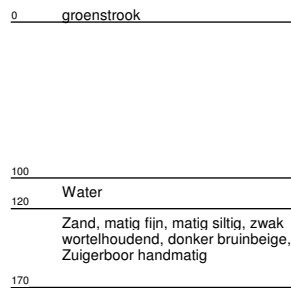 0 groenstrook
100
Water
120
Zand, matig fijn, matig siltig, zwak
wortelhoudend, donker bruinbeige,
Zuigerboor handmatig
170